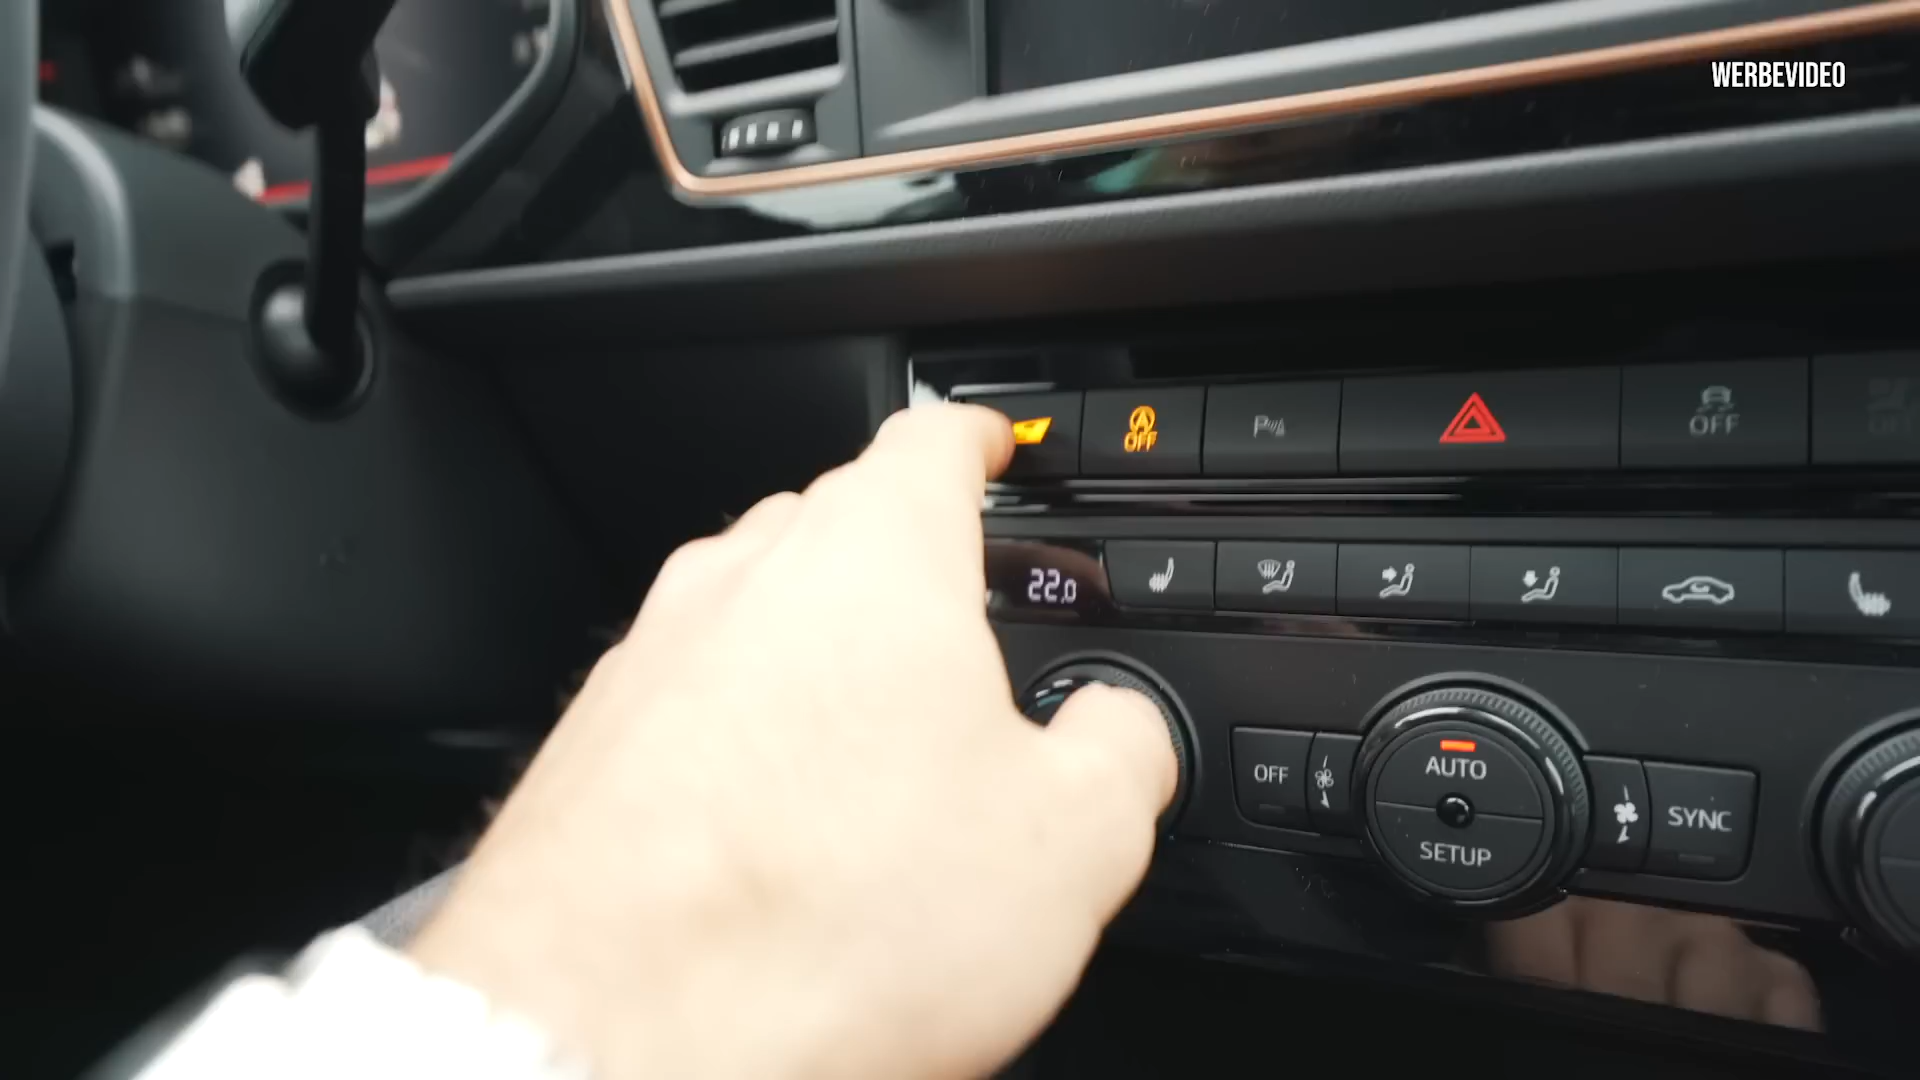 WERBEVIDEO
A
OFF
P
OFF
22.0
OFF
AUTO
SYNC
SETUP